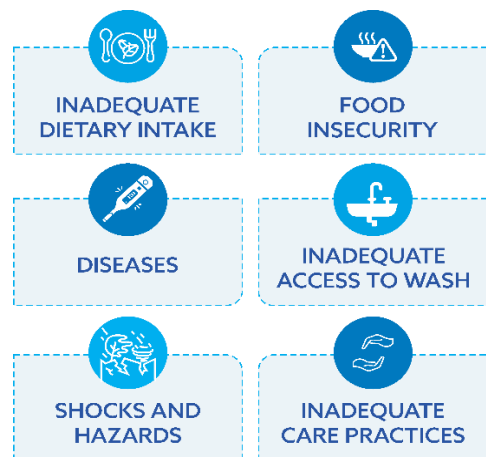 INADEQUATE
DIETARY INTAKE
FOOD
INSECURITY
DISEASES
INADEQUATE
ACCESS TO WASH
SHOCKS AND
HAZARDS
INADEQUATE
CARE PRACTICES